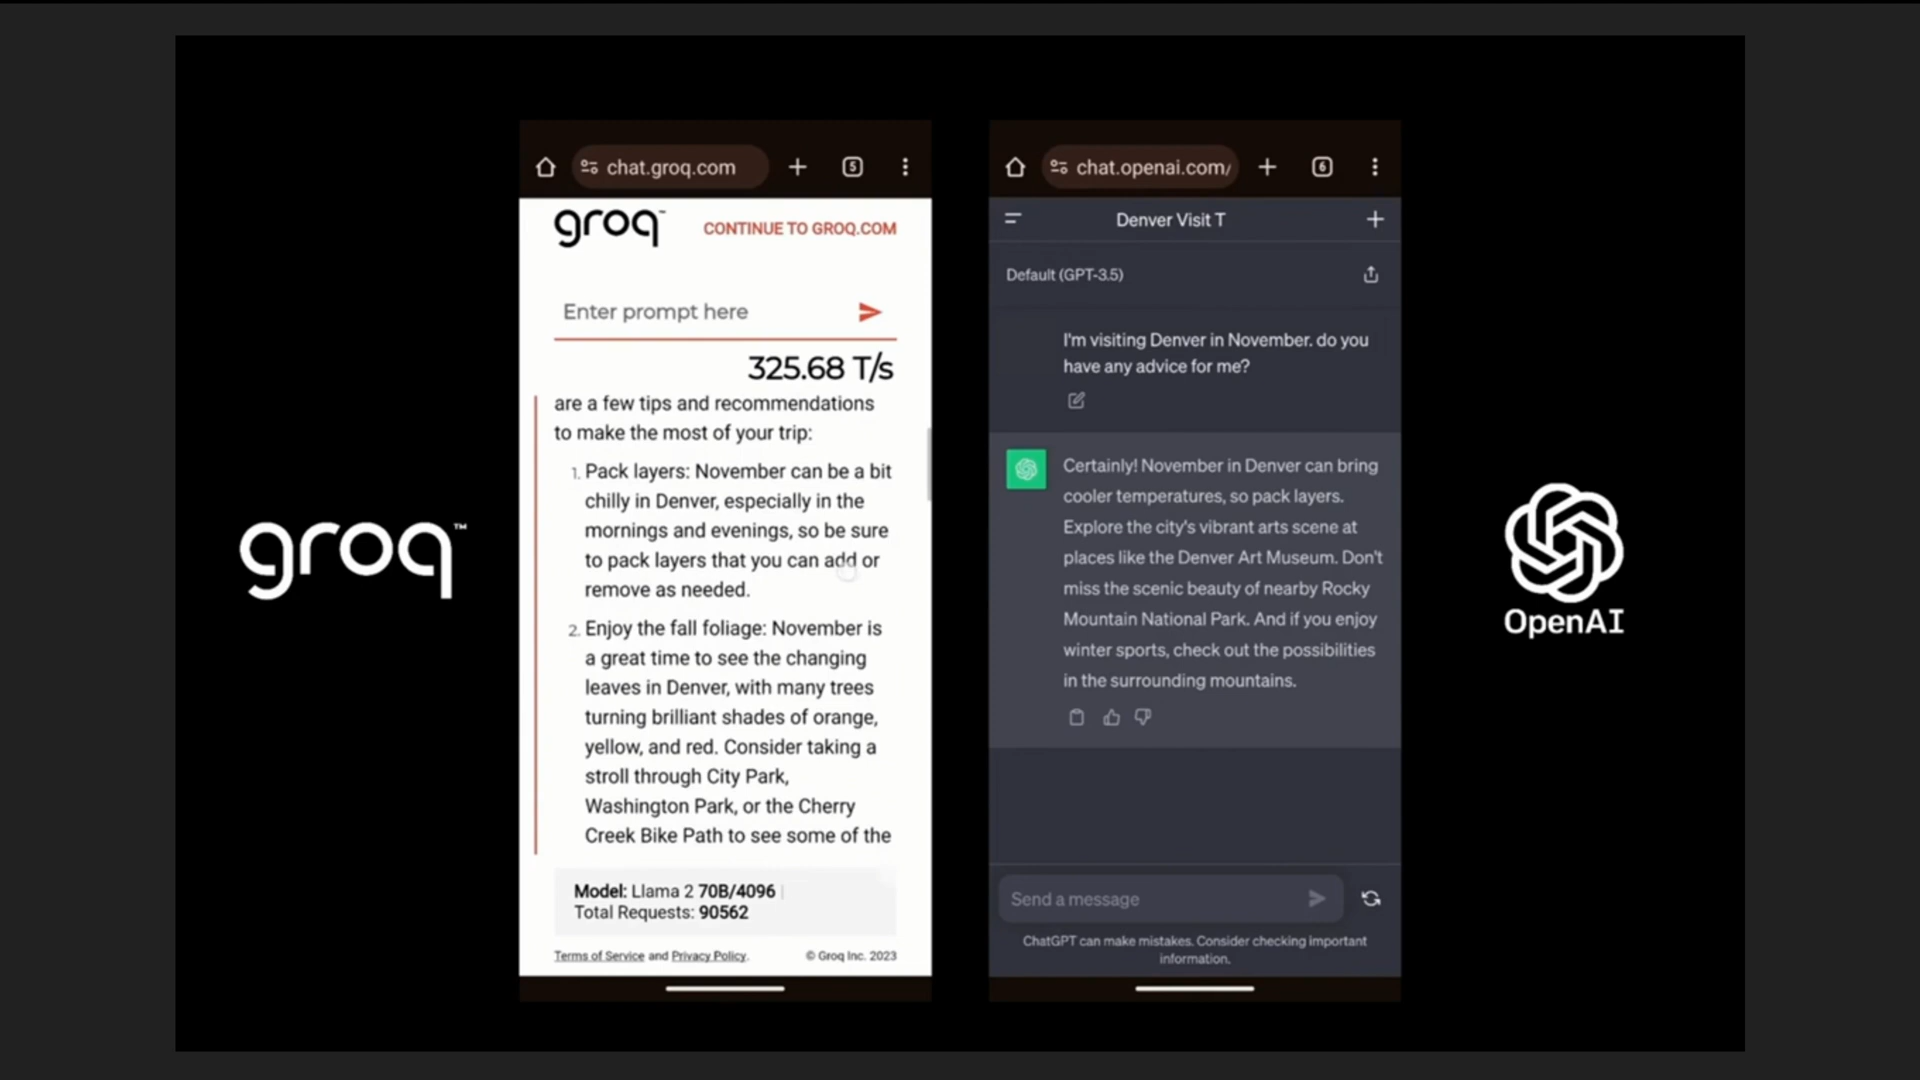 groq™
chat.groq.com
5
groq™
CONTINUE TO GROQ.COM
Enter prompt here
325.68 T/s
are a few tips and recommendations
to make the most of your trip:
1. Pack layers: November can be a bit
chilly in Denver, especially in the
mornings and evenings, so be sure
to pack layers that you can add or
remove as needed.
2. Enjoy the fall foliage: November is
a great time to see the changing
leaves in Denver, with many trees
turning brilliant shades of orange,
yellow, and red. Consider taking a
stroll through City Park,
Washington Park, or the Cherry
Creek Bike Path to see some of the
Model: Llama 2 70B/4096
Total Requests: 90562
Terms of Service and Privacy Policy.
© Groq Inc. 2023
chat.openai.com/
6
Denver Visit T
Default (GPT-3.5)
I'm visiting Denver in November. do you
have any advice for me?
Certainly! November in Denver can bring
cooler temperatures, so pack layers.
Explore the city's vibrant arts scene at
places like the Denver Art Museum. Don't
miss the scenic beauty of nearby Rocky
Mountain National Park. And if you enjoy
winter sports, check out the possibilities
in the surrounding mountains.
Send a message
ChatGPT can make mistakes. Consider checking important
information.
OpenAI